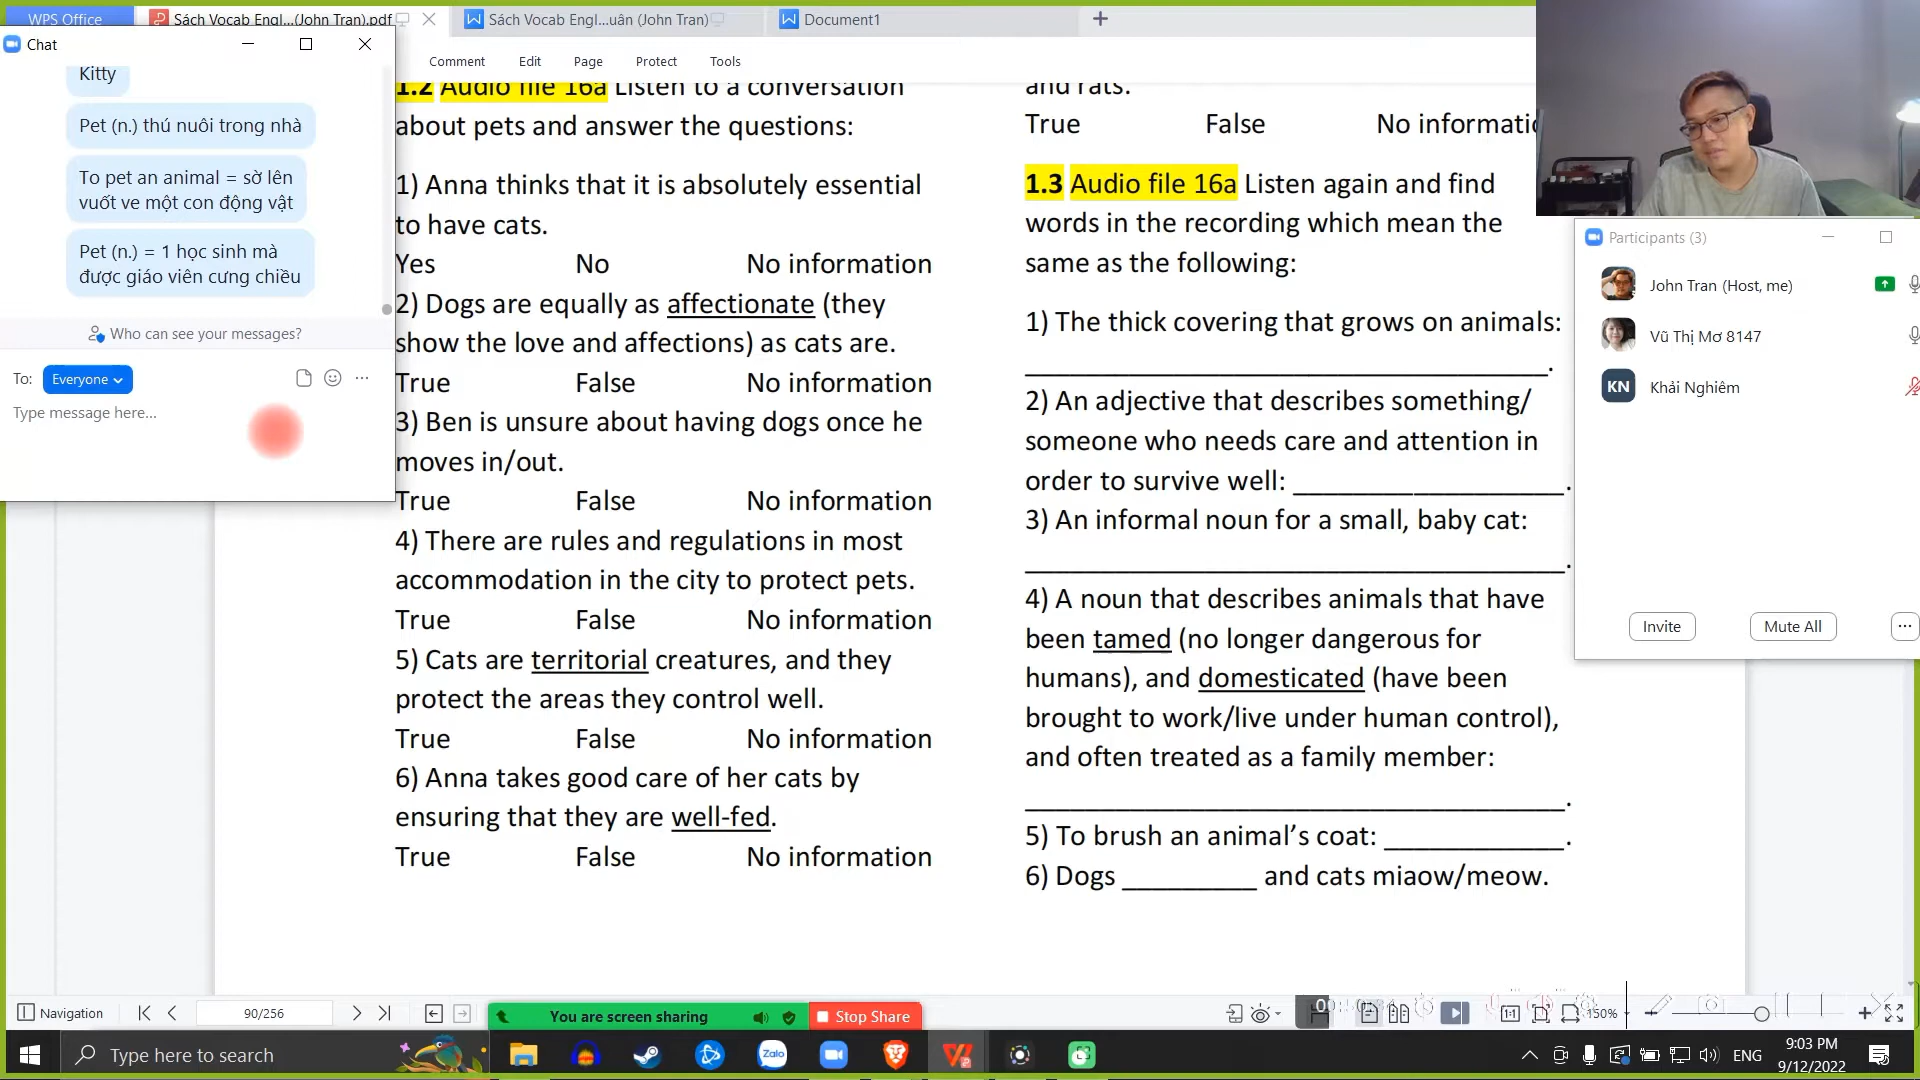 WPS Office
Sách Vocab Engl...(John Tran).pdf
Sách Vocab Engl...uân (John Tran)
Document1
Chat
Comment
Edit
Page
Protect
Tools
Kitty
Pet (n.) thú nuôi trong nhà
To pet an animal = sờ lên
vuốt ve một con động vật
Pet (n.) = 1 học sinh mà
được giáo viên cưng chiều
Who can see your messages?
To:
Everyone
Type message here...
1.2 Audio file 16a Listen to a conversation
about pets and answer the questions:
1) Anna thinks that it is absolutely essential
to have cats.
Yes No No information
2) Dogs are equally as affectionate (they
show the love and affections) as cats are.
True False No information
3) Ben is unsure about having dogs once he
moves in/out.
True False No information
4) There are rules and regulations in most
accommodation in the city to protect pets.
True False No information
5) Cats are territorial creatures, and they
protect the areas they control well.
True False No information
6) Anna takes good care of her cats by
ensuring that they are well-fed.
True False No information
and rats.
True False No informatio
1.3 Audio file 16a Listen again and find
words in the recording which mean the
same as the following:
1) The thick covering that grows on animals:
___________________________________.
2) An adjective that describes something/
someone who needs care and attention in
order to survive well: __________________.
3) An informal noun for a small, baby cat:
____________________________________.
4) A noun that describes animals that have
been tamed (no longer dangerous for
humans), and domesticated (have been
brought to work/live under human control),
and often treated as a family member:
____________________________________.
5) To brush an animal's coat: ____________.
6) Dogs _________ and cats miaow/meow.
Participants (3)
John Tran (Host, me)
Vũ Thị Mơ 8147
KN
Khải Nghiêm
Invite
Mute All
Navigation
90/256
You are screen sharing
Stop Share
150%
Type here to search
Zalo
ENG
9:03 PM
9/12/2022